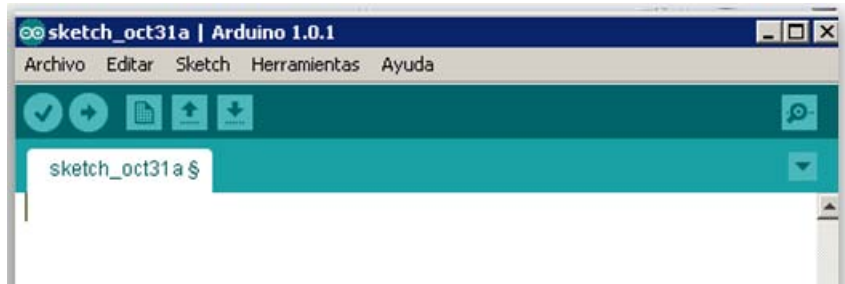 sketch_oct31a | Arduino 1.0.1
Archivo Editar Sketch Herramientas Ayuda
sketch_oct31a §